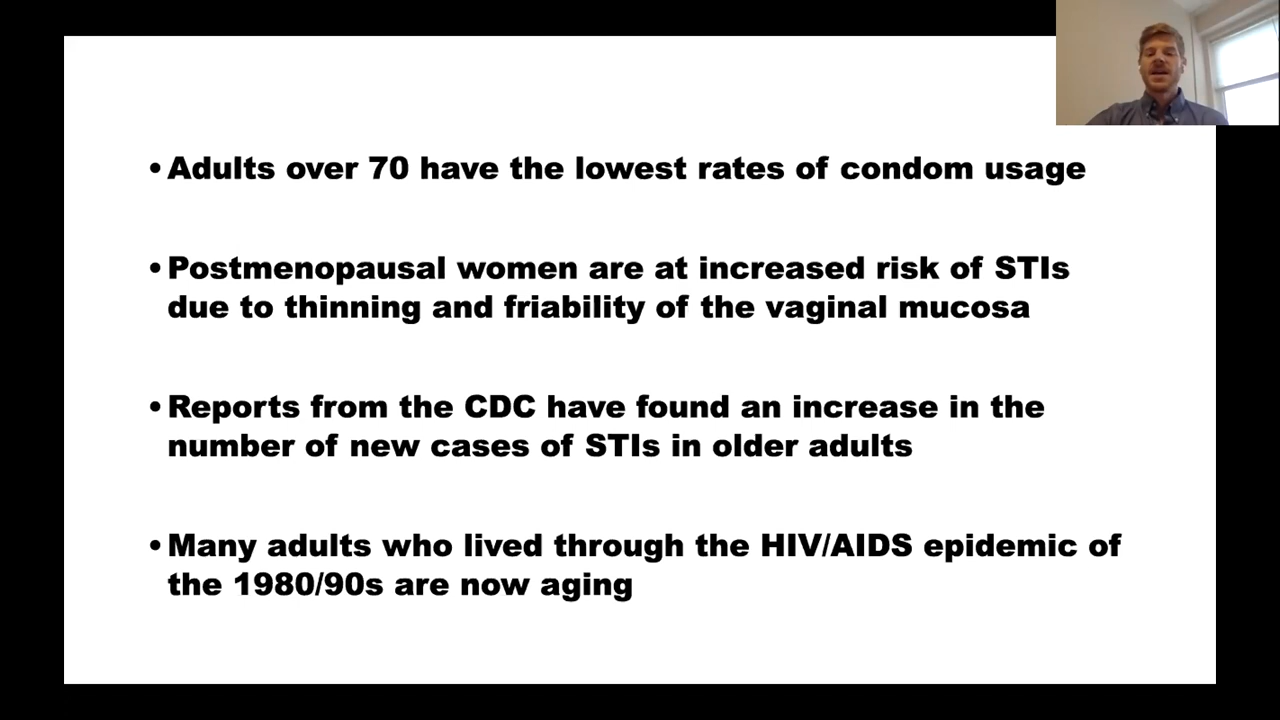 • Adults over 70 have the lowest rates of condom usage
• Postmenopausal women are at increased risk of STIs
due to thinning and friability of the vaginal mucosa
• Reports from the CDC have found an increase in the
number of new cases of STIs in older adults
• Many adults who lived through the HIV/AIDS epidemic of
the 1980/90s are now aging